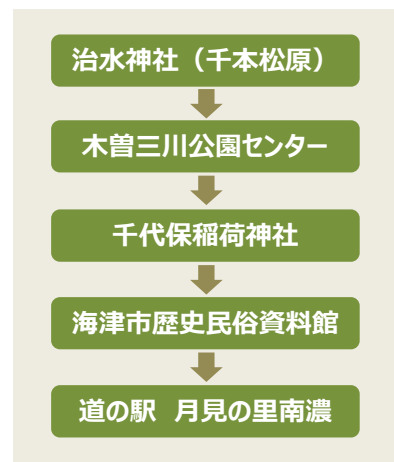 治水神社（千本松原）
木曽三川公園センター
千代保稲荷神社
海津市歴史民俗資料館
道の駅 月見の里南濃